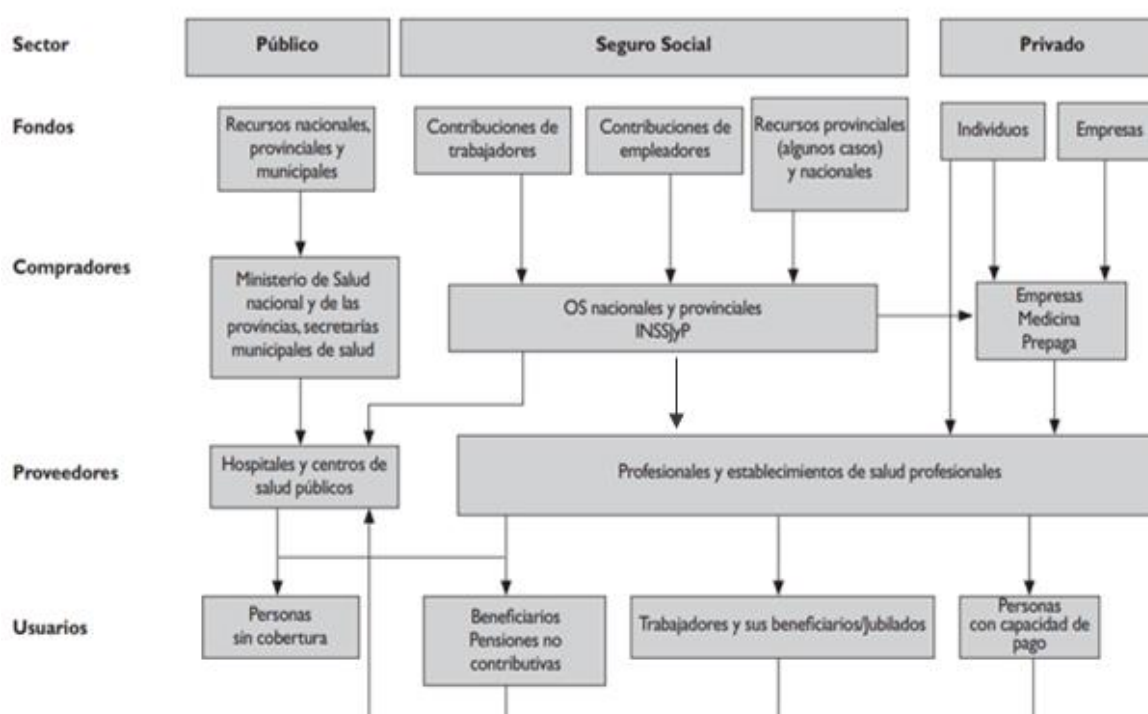 Sector
Público
Seguro Social
Privado
Fondos
Recursos nacionales,
provinciales y
municipales
Contribuciones de
trabajadores
Contribuciones de
empleadores
Recursos provinciales
(algunos casos)
y nacionales
Individuos
Empresas
Compradores
Ministerio de Salud
nacional y de las
provincias, secretarías
municipales de salud
OS nacionales y provinciales
INSSJyP
Empresas
Medicina
Prepaga
Proveedores
Hospitales y centros de
salud públicos
Profesionales y establecimientos de salud profesionales
Usuarios
Personas
sin cobertura
Beneficiarios
Pensiones no
contributivas
Trabajadores y sus beneficiarios/Jubilados
Personas
con capacidad de
pago